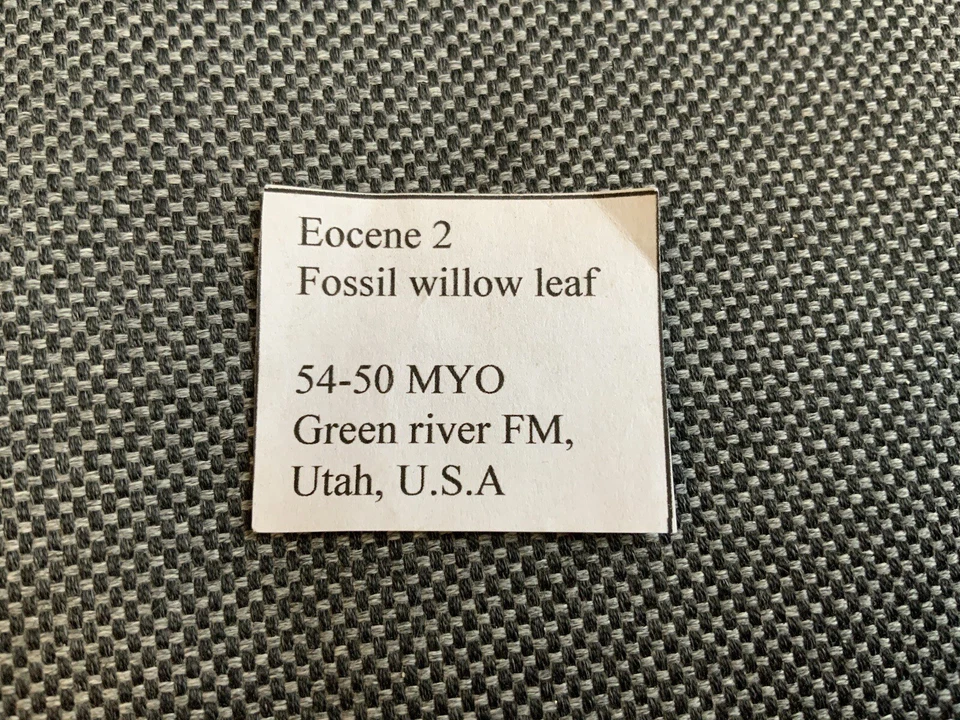 Eocene 2
Fossil willow leaf
54-50 MYO
Green river FM,
Utah, U.S.A